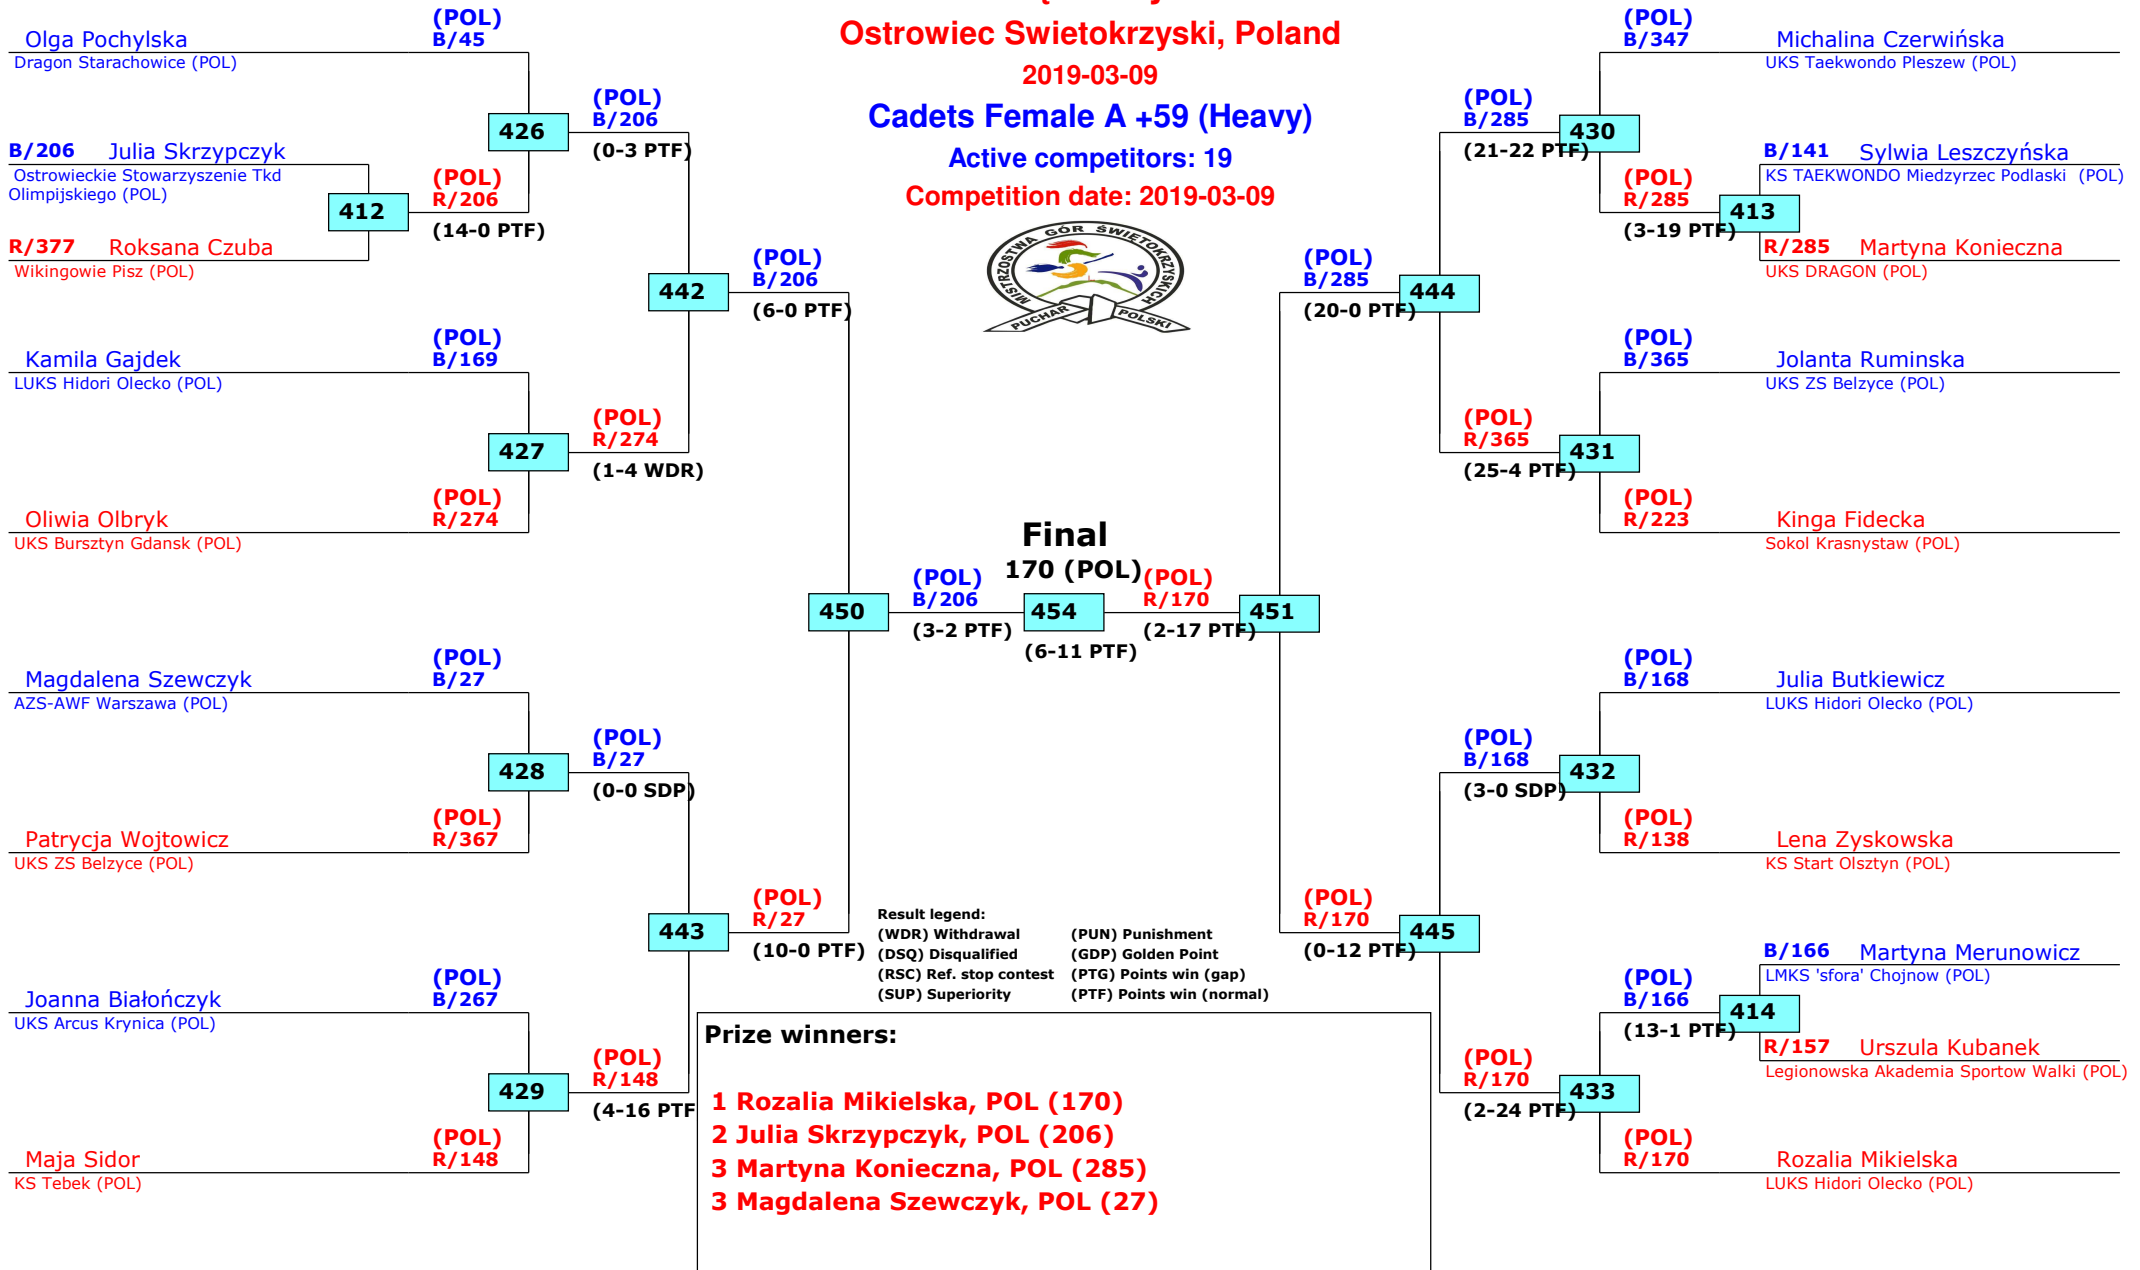 Ostrowiec Swietokrzyski, Poland
2019-03-09
Cadets Female A +59 (Heavy)
Active competitors: 19
Competition date: 2019-03-09
MISTRZOSTWA GÓR ŚWIĘTOKRZYSKICH
PUCHAR POLSKI
Olga Pochylska
Dragon Starachowice (POL)
(POL)
B/45
B/206 Julia Skrzypczyk
Ostrowieckie Stowarzyszenie Tkd
Olimpijskiego (POL)
R/377 Roksana Czuba
Wikingowie Pisz (POL)
412
(POL)
R/206
(14-0 PTF)
426
(POL)
B/206
(0-3 PTF)
Kamila Gajdek
LUKS Hidori Olecko (POL)
(POL)
B/169
Oliwia Olbryk
UKS Bursztyn Gdansk (POL)
(POL)
R/274
427
(POL)
R/274
(1-4 WDR)
442
(POL)
B/206
(6-0 PTF)
Magdalena Szewczyk
AZS-AWF Warszawa (POL)
(POL)
B/27
Patrycja Wojtowicz
UKS ZS Belzyce (POL)
(POL)
R/367
428
(POL)
B/27
(0-0 SDP)
Joanna Białończyk
UKS Arcus Krynica (POL)
(POL)
B/267
Maja Sidor
KS Tebek (POL)
(POL)
R/148
429
(POL)
R/148
(4-16 PTF
443
(POL)
R/27
(10-0 PTF)
450
(POL)
B/206
(3-2 PTF)
Final
170 (POL)
454
(6-11 PTF)
(POL)
R/170
(2-17 PTF)
451
(POL)
B/285
(20-0 PTF)
444
(POL)
B/285
(21-22 PTF)
430
(POL)
B/347
Michalina Czerwińska
UKS Taekwondo Pleszew (POL)
(POL)
R/285
(3-19 PTF)
413
B/141 Sylwia Leszczyńska
KS TAEKWONDO Miedzyrzec Podlaski (POL)
R/285 Martyna Konieczna
UKS DRAGON (POL)
(POL)
R/365
(25-4 PTF)
431
(POL)
B/365
Jolanta Ruminska
UKS ZS Belzyce (POL)
(POL)
R/223
Kinga Fidecka
Sokol Krasnystaw (POL)
(POL)
R/170
(0-12 PTF)
445
(POL)
B/168
(3-0 SDP)
432
(POL)
B/168
Julia Butkiewicz
LUKS Hidori Olecko (POL)
(POL)
R/138
Lena Zyskowska
KS Start Olsztyn (POL)
(POL)
R/170
(2-24 PTF)
433
(POL)
B/166
(13-1 PTF)
414
B/166 Martyna Merunowicz
LMKS 'sfora' Chojnow (POL)
R/157 Urszula Kubanek
Legionowska Akademia Sportow Walki (POL)
(POL)
R/170
Rozalia Mikielska
LUKS Hidori Olecko (POL)
Result legend:
(WDR) Withdrawal (PUN) Punishment
(DSQ) Disqualified (GDP) Golden Point
(RSC) Ref. stop contest (PTG) Points win (gap)
(SUP) Superiority (PTF) Points win (normal)
Prize winners:
1 Rozalia Mikielska, POL (170)
2 Julia Skrzypczyk, POL (206)
3 Martyna Konieczna, POL (285)
3 Magdalena Szewczyk, POL (27)